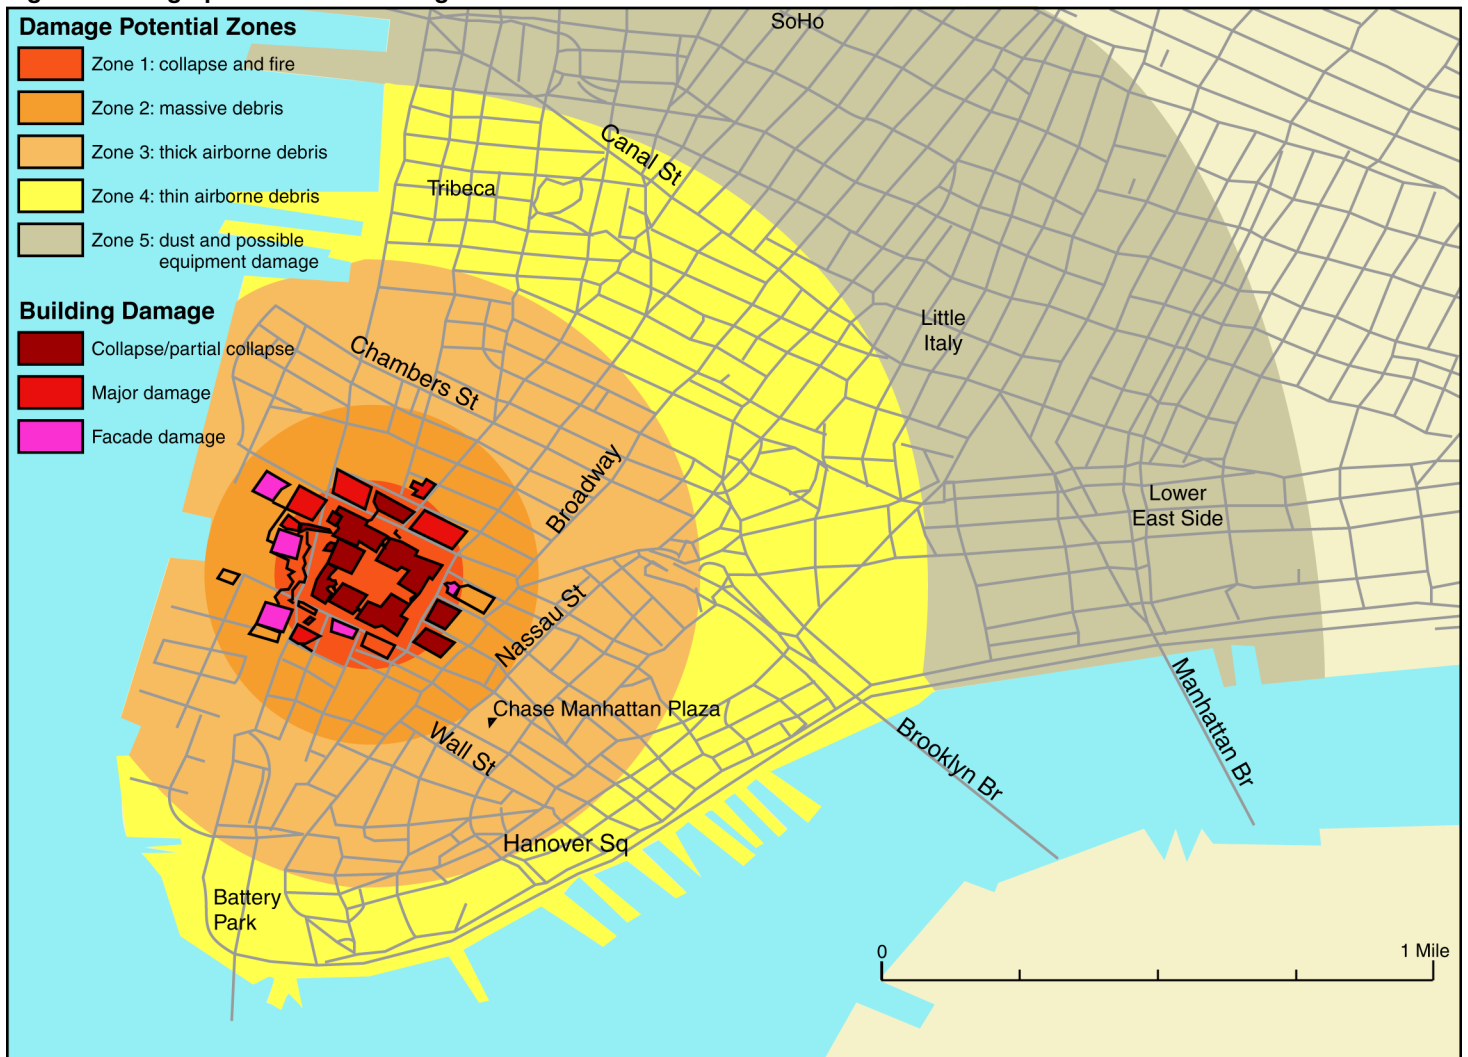 Damage Potential Zones
Zone 1: collapse and fire
Zone 2: massive debris
Zone 3: thick airborne debris
Zone 4: thin airborne debris
Zone 5: dust and possible
equipment damage
Building Damage
Collapse/partial collapse
Major damage
Facade damage
SoHo
Canal St
Tribeca
Little
Italy
Chambers St
Broadway
Lower
East Side
Nassau St
Chase Manhattan Plaza
Wall St
Manhattan Br
Brooklyn Br
Hanover Sq
Battery
Park
0
1 Mile